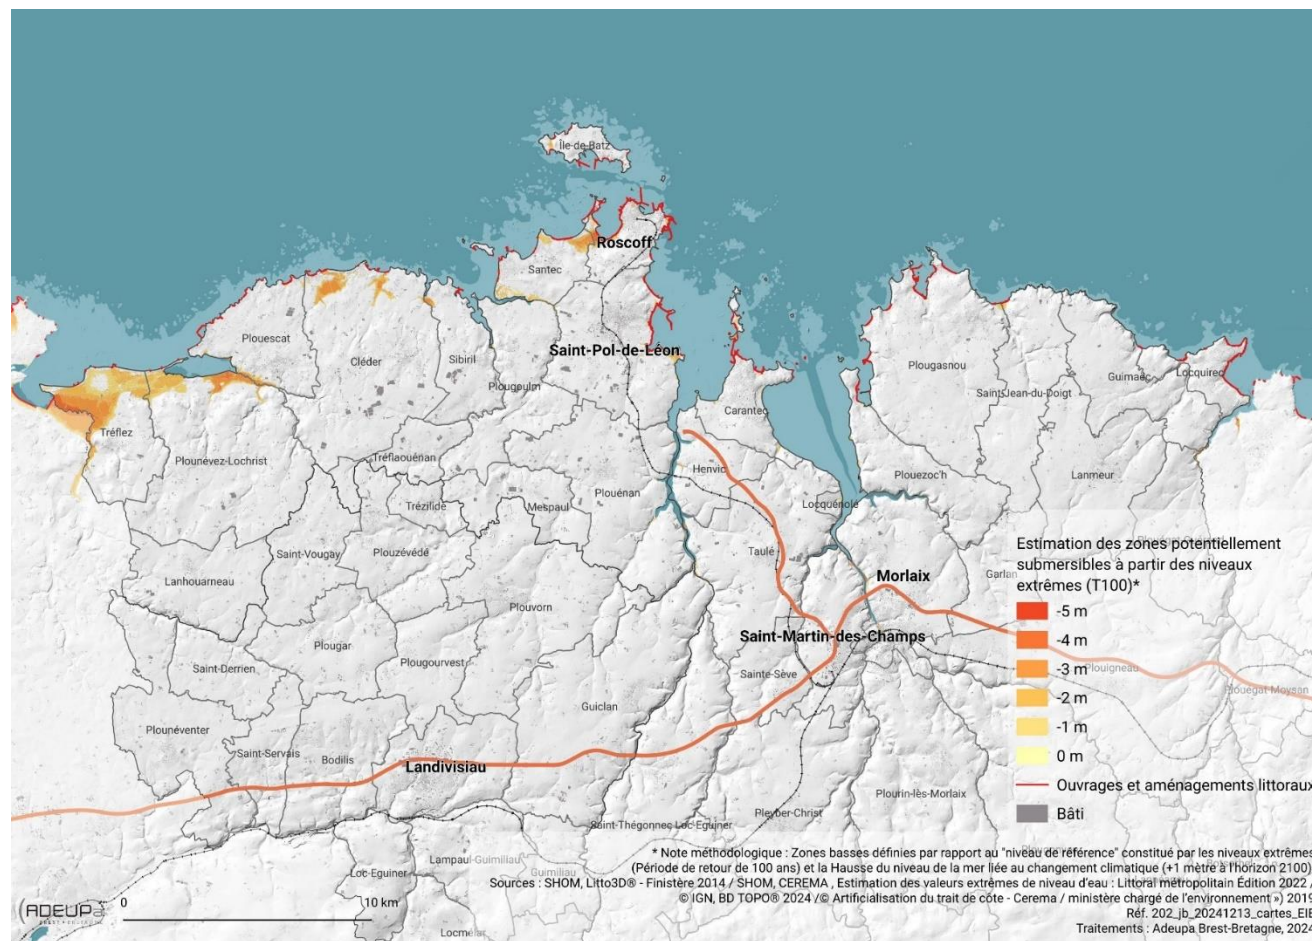 Île-de-Batz
Roscoff
Santec
Plouescat
Cléder
Sibiril
Saint-Pol-de-Léon
Plougoulm
Plougasnou
Saint-Jean-du-Doigt
Guimaëc
Locquirec
Carantec
Tréflez
Plounévez-Lochrist
Tréflaouénan
Henvic
Plouezoc'h
Lanmeur
Trézilidé
Mespaul
Plouénan
Locquénolé
Saint-Vougay
Plouzévédé
Taulé
Lanhouarneau
Morlaix
Garlan
Plouvorn
Saint-Martin-des-Champs
Plougar
Saint-Derrien
Plougourvest
Sainte-Sève
Plouigneau
Plouégat-Moysan
Guiclan
Plounéventer
Saint-Servais
Bodilis
Landivisiau
Plourin-lès-Morlaix
Pleyber-Christ
Saint-Thégonnec Loc-Eguiner
Lampaul-Guimiliau
Guimiliau
Loc-Eguiner
Locmélar
Estimation des zones potentiellement
submersibles à partir des niveaux
extrêmes (T100)*
-5 m
-4 m
-3 m
-2 m
-1 m
0 m
Ouvrages et aménagements littoraux
Bâti
* Note méthodologique : Zones basses définies par rapport au "niveau de référence" constitué par les niveaux extrêmes
(Période de retour de 100 ans) et la Hausse du niveau de la mer liée au changement climatique (+1 mètre à l'horizon 2100)
Sources : SHOM, Litto3D® - Finistère 2014 / SHOM, CEREMA , Estimation des valeurs extrêmes de niveau d'eau : Littoral métropolitain Édition 2022 /
© IGN, BD TOPO® 2024 /© Artificialisation du trait de côte - Cerema / ministère chargé de l'environnement ») 2019
Réf. 202_jb_20241213_cartes_EIE
Traitements : Adeupa Brest-Bretagne, 202
ADEUPa
BREST-BRETAGNE
0
10 km